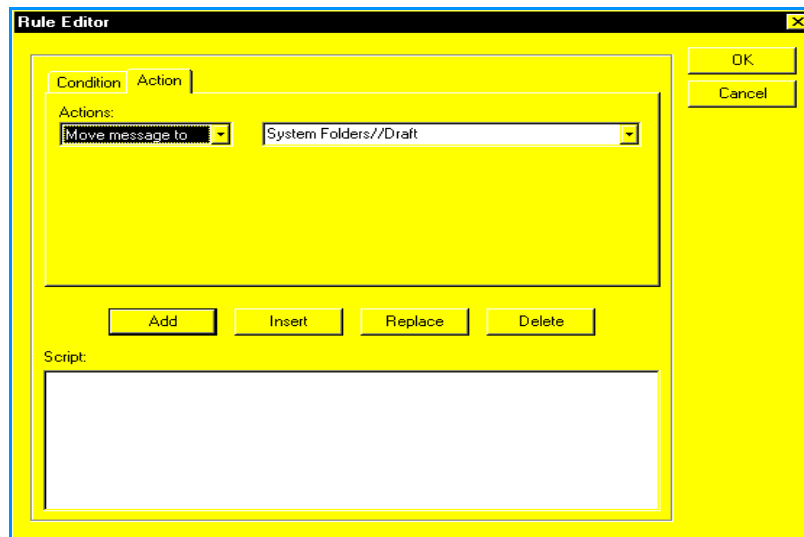 Rule Editor
OK
Cancel
Condition Action
Actions:
Move message to System Folders//Draft
Add Insert Replace Delete
Script: